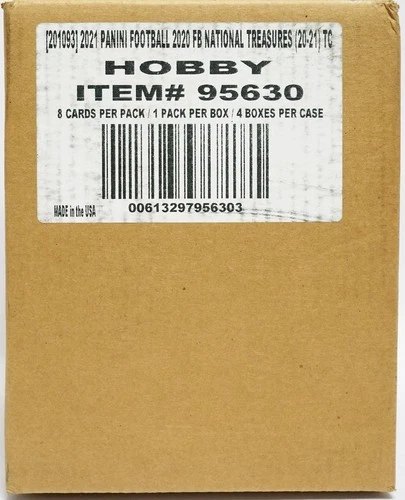 [201093] 2021 PANINI FOOTBALL 2020 FB NATIONAL TREASURES (20-21) TC
HOBBY
ITEM# 95630
8 CARDS PER PACK / 1 PACK PER BOX / 4 BOXES PER CASE
MADE in the USA
00613297956303